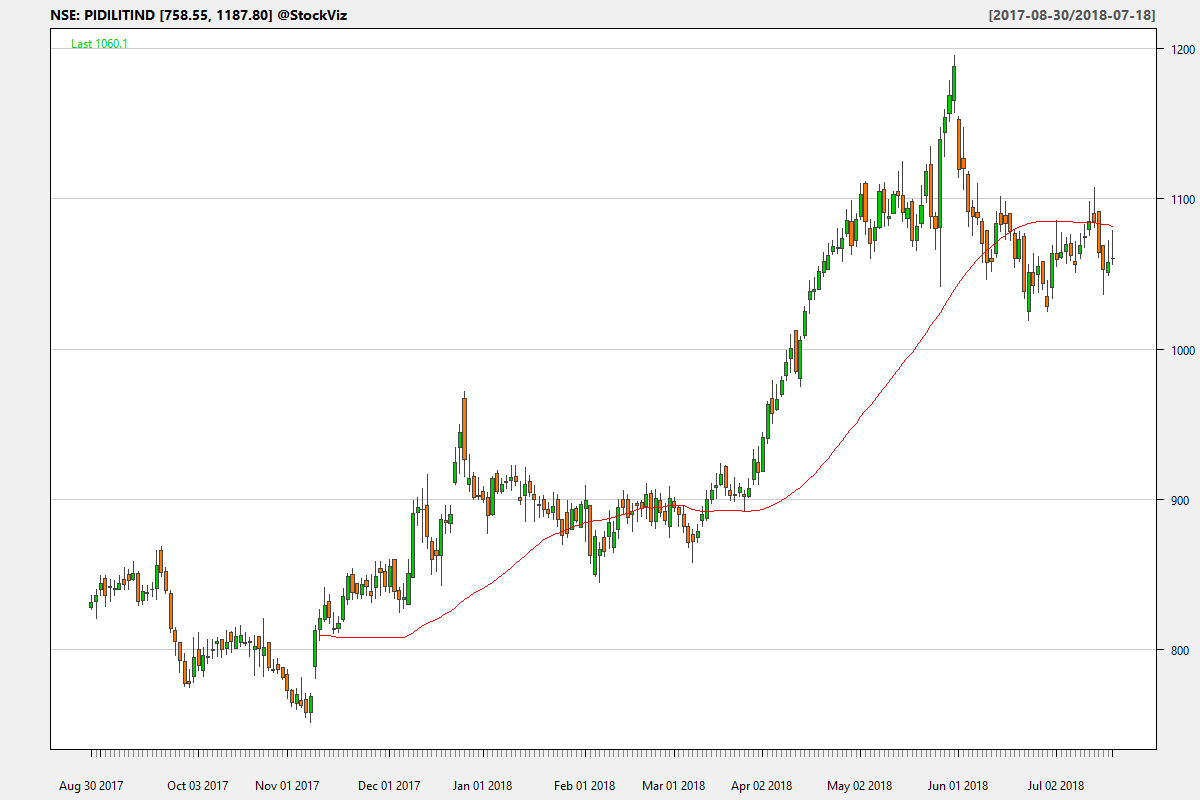 NSE: PIDILITIND [758.55, 1187.80] @StockViz [2017-08-30/2018-07-18]
Last 1060.1
1200
1100
1000
900
800
Aug 30 2017 Oct 03 2017 Nov 01 2017 Dec 01 2017 Jan 01 2018 Feb 01 2018 Mar 01 2018 Apr 02 2018 May 02 2018 Jun 01 2018 Jul 02 2018